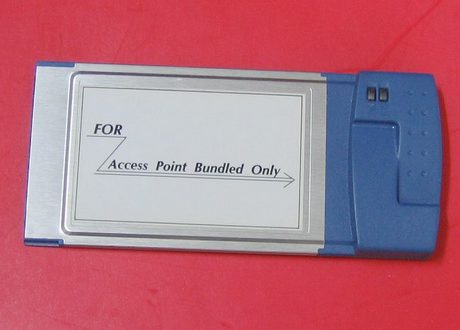 FOR
Access Point Bundled Only